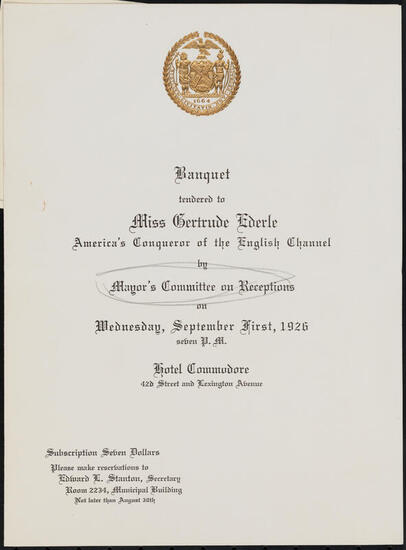 1664
Banquet
tendered to
Miss Gertrude Ederle
America's Conqueror of the English Channel
by
Mayor's Committee on Receptions
on
Wednesday, September First, 1926
seven P. M.
Hotel Commodore
42d Street and Lexington Avenue
Subscription Seven Dollars
Please make reservations to
Edward L. Stanton, Secretary
Room 2234, Municipal Building
Not later than August 30th